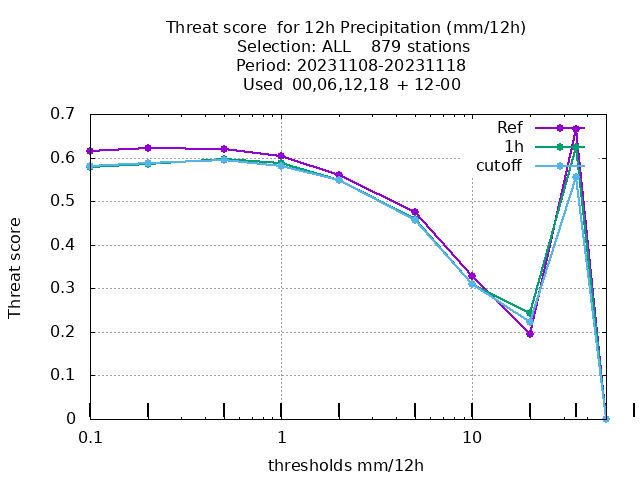 Threat score  for 12h Precipitation (mm/12h)
Selection: ALL    879 stations
Period: 20231108-20231118
Used  00,06,12,18  + 12-00
0.7
0.6
0.5
0.4
0.3
0.2
0.1
0
Threat score
Ref
1h
cutoff
0.1
1
10
thresholds mm/12h